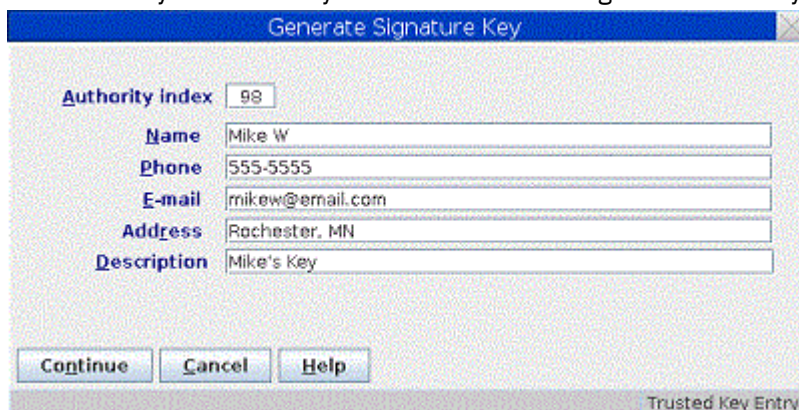 Generate Signature Key
Authority index 98
Name Mike W
Phone 555-5555
E-mail mikew@email.com
Address Rochester, MN
Description Mike's Key
Continue Cancel Help
Trusted Key Entry